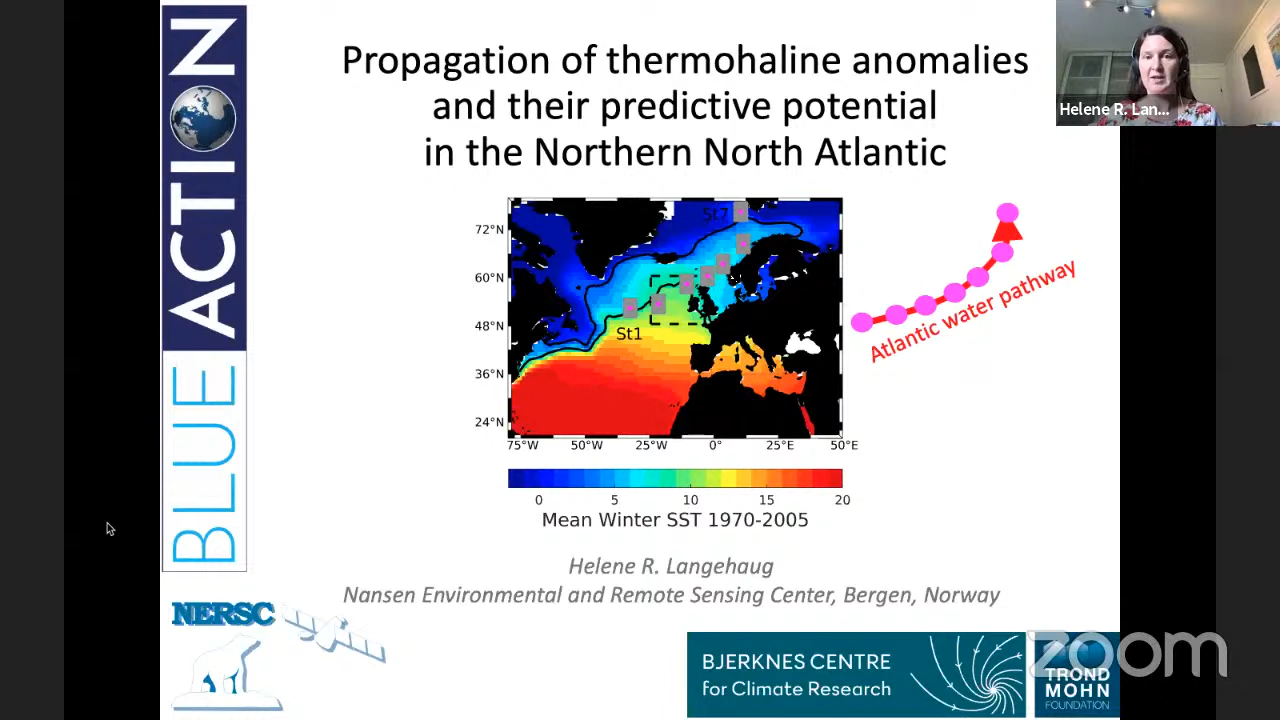 Propagation of thermohaline anomalies
and their predictive potential
in the Northern North Atlantic
Helene R. Lan...
BLUE ACTION
St7
St1
72°N
60°N
48°N
36°N
24°N
75°W 50°W 25°W 0° 25°E 50°E
0 5 10 15 20
Mean Winter SST 1970-2005
Atlantic water pathway
Helene R. Langehaug
Nansen Environmental and Remote Sensing Center, Bergen, Norway
NERSC
BJERKNES CENTRE
for Climate Research
TROND
MOHN
FOUNDATION
zoom